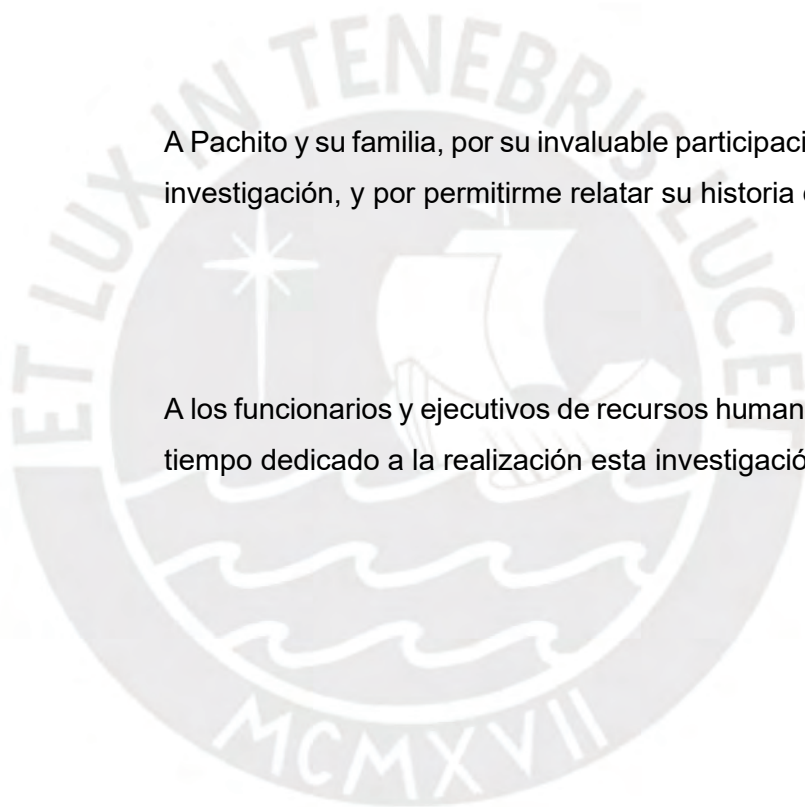 ET LUX IN TENEBRIS LUCET
A Pachito y su familia, por su invaluable
investigación, y por permitirme relatar su historia
A los funcionarios y ejecutivos de recursos
tiempo dedicado a la realización esta
MCMXVII